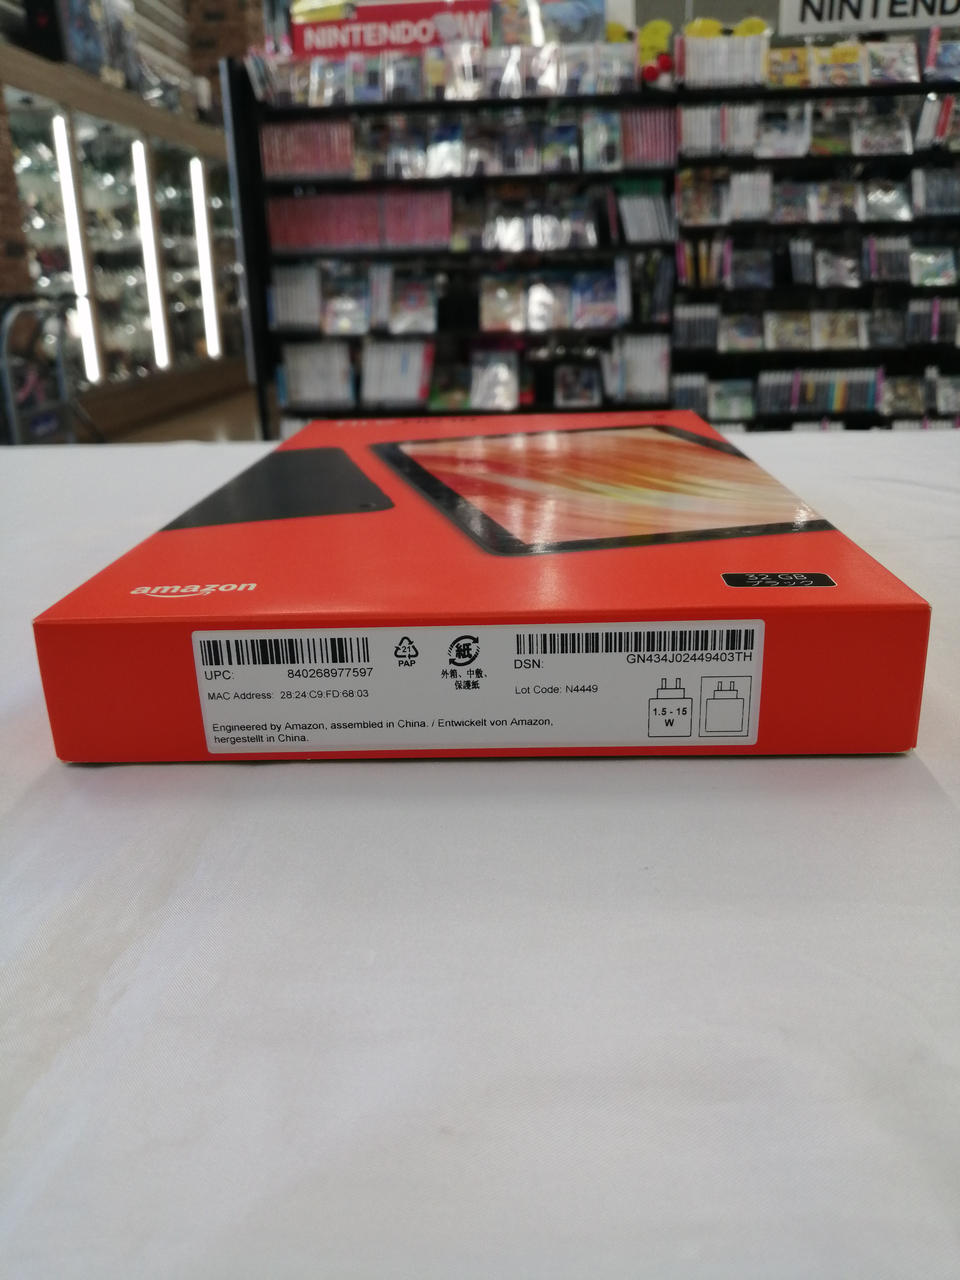 NINTENDO SW
NINTEND
amazon
32 GB
ブラック
UPC: 840268977597
MAC Address: 28:24:C9:FD:68:03
21
PAP
紙
外箱、中敷、
保護紙
DSN: GN434J02449403TH
Lot Code: N4449
1.5 - 15
W
Engineered by Amazon, assembled in China. / Entwickelt von Amazon,
hergestellt in China.